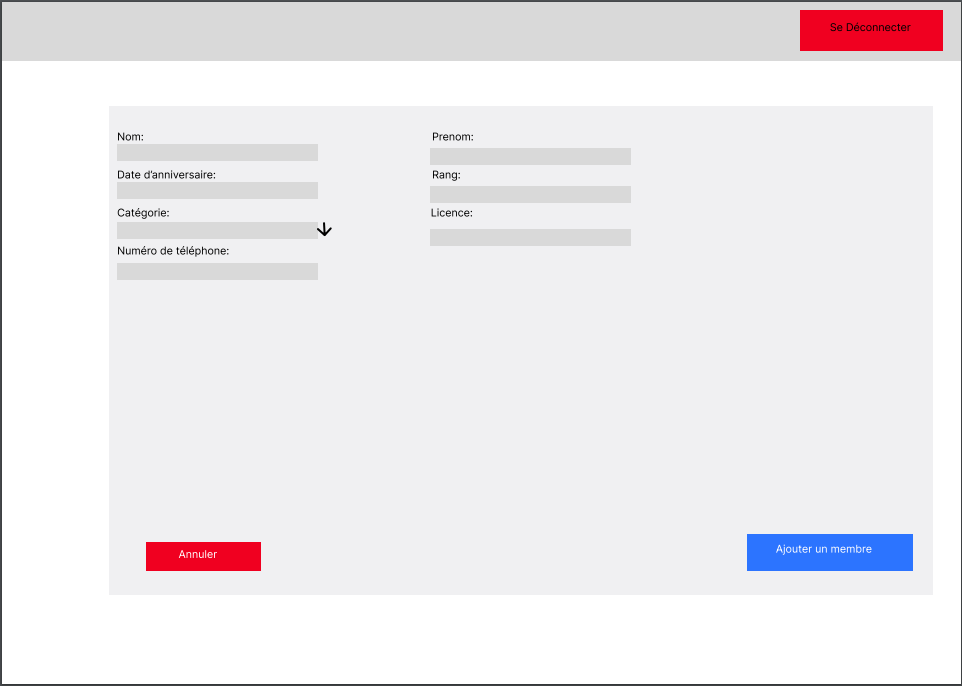 Se Déconnecter
Nom:
Prenom:
Date d'anniversaire:
Rang:
Catégorie:
Licence:
Numéro de téléphone:
Annuler
Ajouter un membre